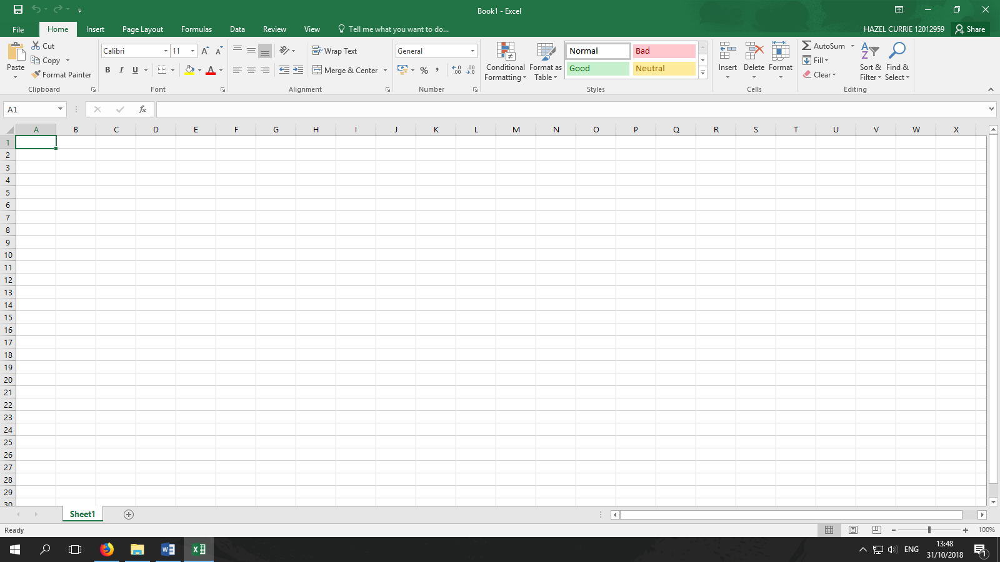 Book1 - Excel
File Home Insert Page Layout Formulas Data Review View Tell me what you want to do... HAZEL CURRIE 12012959 Share
Paste
Cut
Copy
Format Painter
Clipboard
Calibri 11
B I U A
Font
Wrap Text
Merge & Center
Alignment
General
%
Number
Conditional Formatting
Format as Table
Normal Bad
Good Neutral
Styles
Insert Delete Format
Cells
AutoSum
Fill
Clear
Sort & Filter
Find & Select
Editing
A1 fx
A B C D E F G H I J K L M N O P Q R S T U V W X
1
2
3
4
5
6
7
8
9
10
11
12
13
14
15
16
17
18
19
20
21
22
23
24
25
26
27
28
29
30
Sheet1
Ready 100%
ENG 13:48
31/10/2018
1